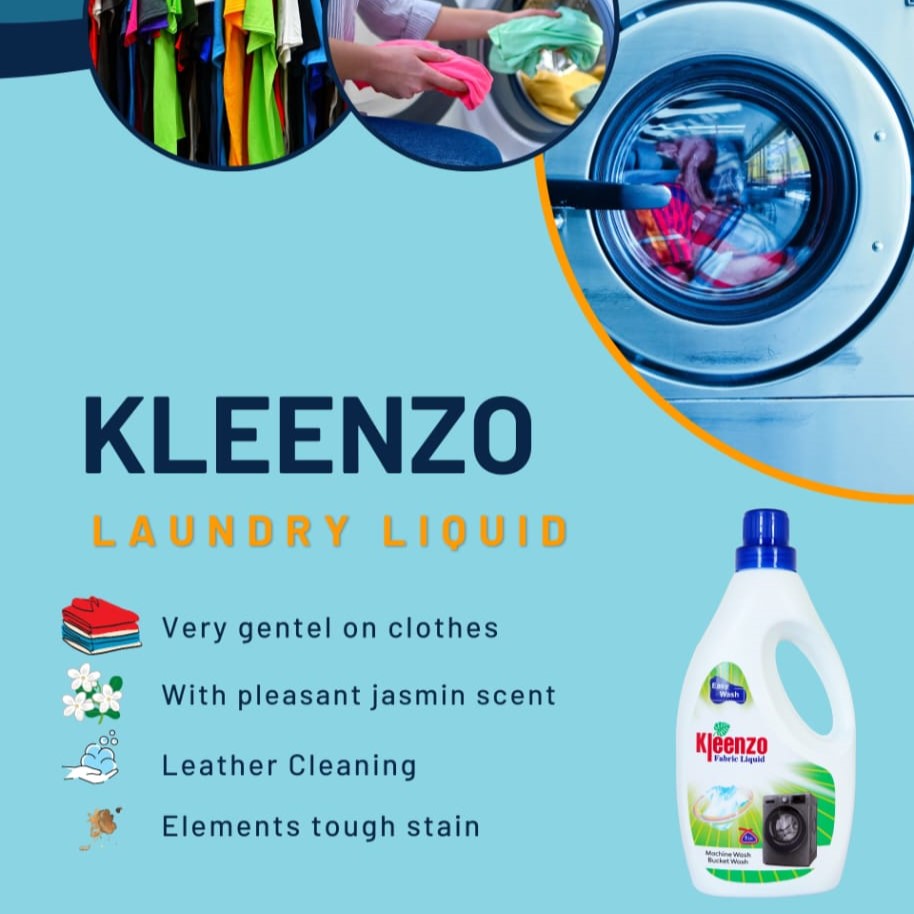 KLEENZO
LAUNDRY LIQUID
Very gentel on clothes
With pleasant jasmin scent
Leather Cleaning
Elements tough stain
Easy
Wash
Kleenzo
Fabric Liquid
Machine Wash
Bucket Wash